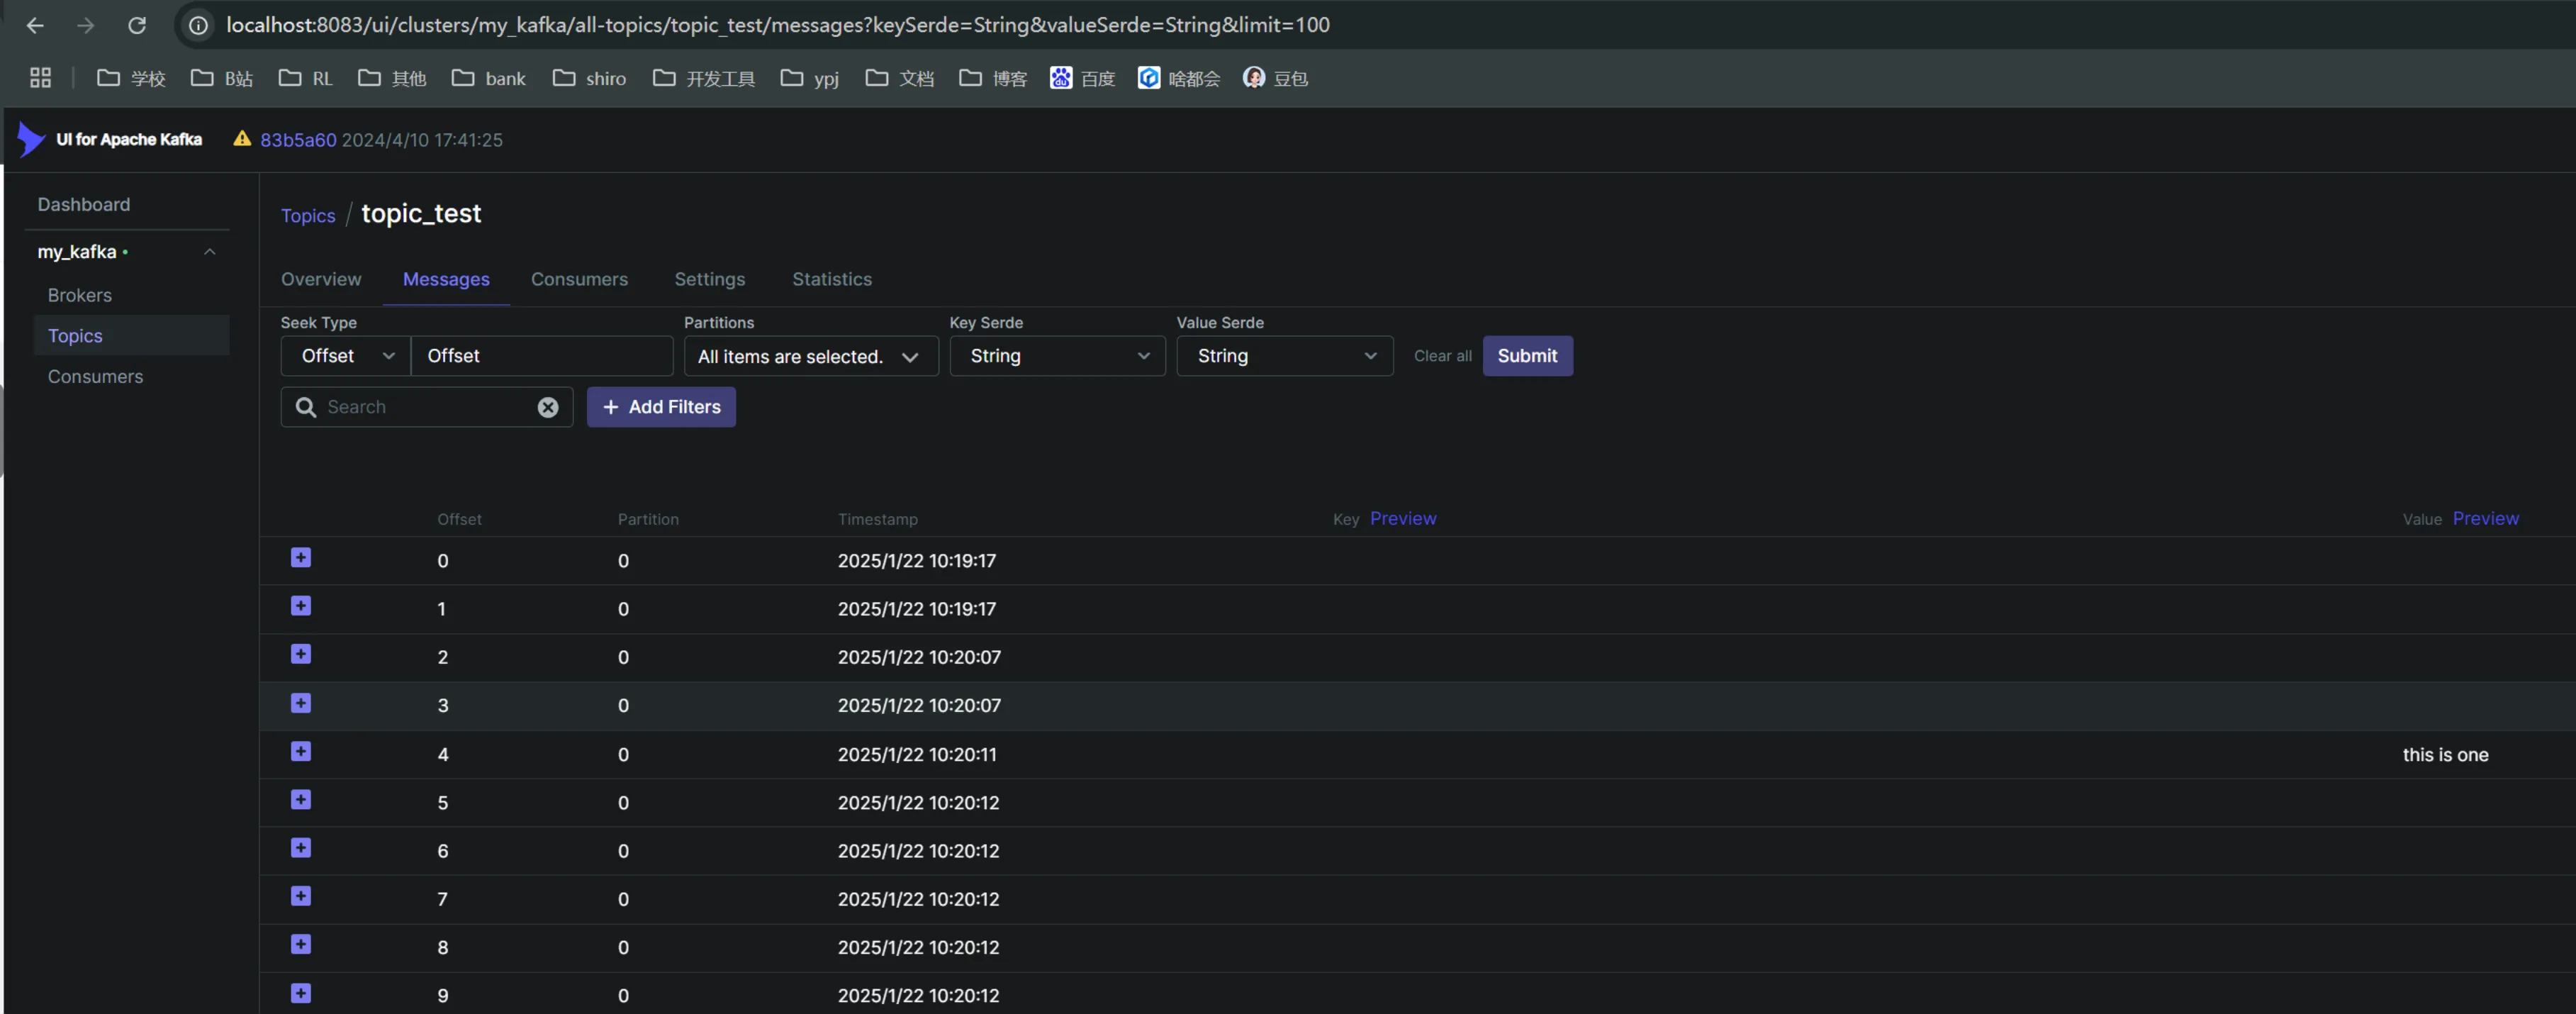 localhost:8083/ui/clusters/my_kafka/all-topics/topic_test/messages?keySerde=String&valueSerde=String&limit=100
学校 B站 RL 其他 bank shiro 开发工具 ypj 文档 博客 百度 啥都会 豆包
UI for Apache Kafka 83b5a60 2024/4/10 17:41:25
Dashboard
my_kafka
Brokers
Topics
Consumers
Topics / topic_test
Overview Messages Consumers Settings Statistics
Seek Type Partitions Key Serde Value Serde
Offset Offset All items are selected. String String Clear all Submit
Search Add Filters
Offset Partition Timestamp Key Preview Value Preview
0 0 2025/1/22 10:19:17
1 0 2025/1/22 10:19:17
2 0 2025/1/22 10:20:07
3 0 2025/1/22 10:20:07
4 0 2025/1/22 10:20:11 this is one
5 0 2025/1/22 10:20:12
6 0 2025/1/22 10:20:12
7 0 2025/1/22 10:20:12
8 0 2025/1/22 10:20:12
9 0 2025/1/22 10:20:12